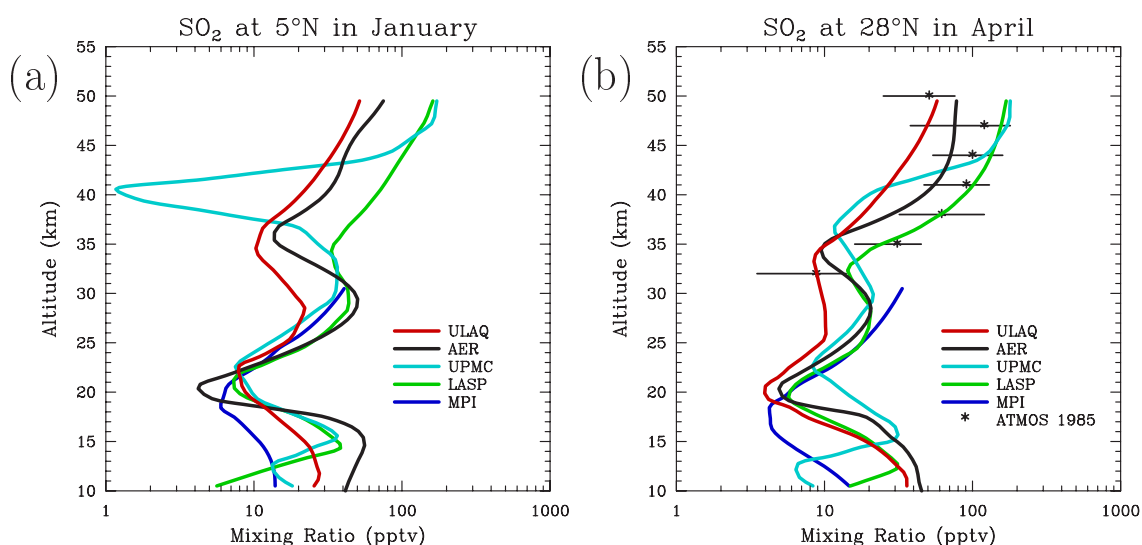 SO2 at 5°N in January
(a)
55
50
45
40
35
30
25
20
15
10
Altitude (km)
ULAQ
AER
UPMC
LASP
MPI
1 10 100 1000
Mixing Ratio (pptv)
SO2 at 28°N in April
(b)
55
50
45
40
35
30
25
20
15
10
Altitude (km)
ULAQ
AER
UPMC
LASP
MPI
* ATMOS 1985
1 10 100 1000
Mixing Ratio (pptv)